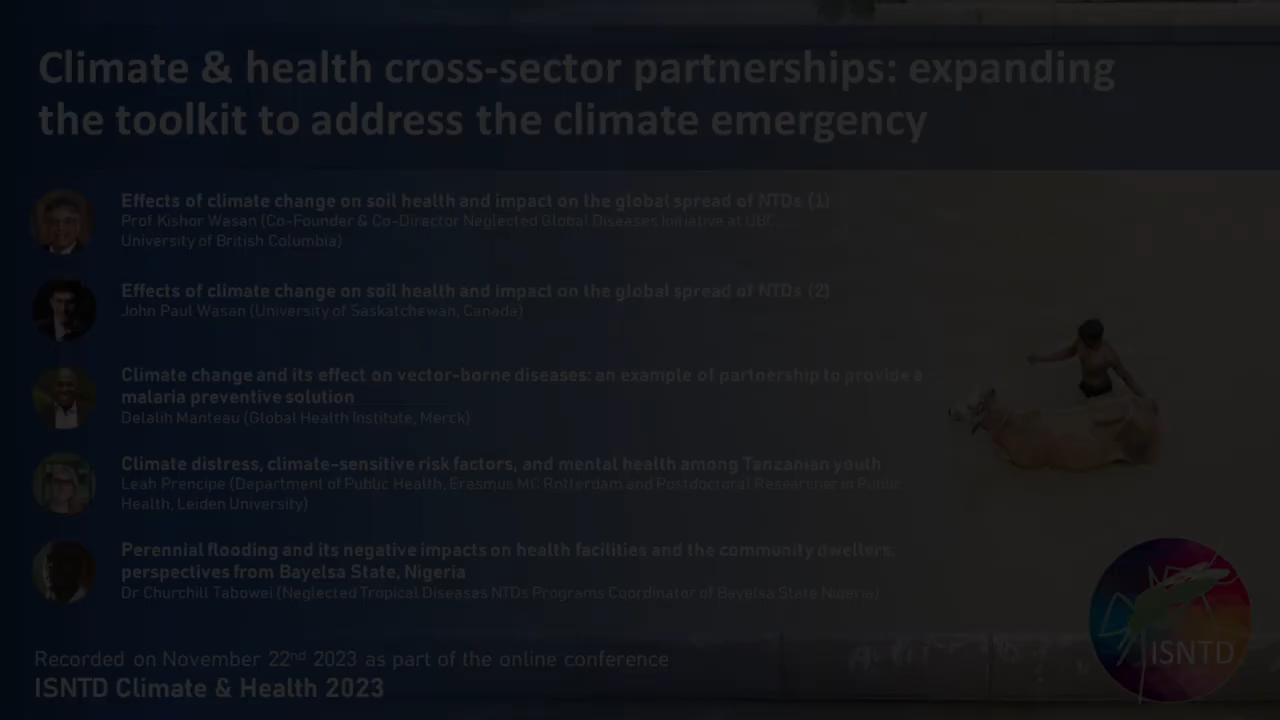 Climate & health cross-sector partnerships: expanding
the toolkit to address the climate emergency
Effects of climate change on soil health and impact on the global spread of NTDs (1)
Prof Kishor Wasan (Co-Founder & Co-Director Neglected Global Diseases Initiative at UBC,
University of British Columbia)
Effects of climate change on soil health and impact on the global spread of NTDs (2)
John Paul Wasan (University of Saskatchewan, Canada)
Climate change and its effect on vector-borne diseases: an example of partnership to provide a
malaria preventive solution
Delalih Manteau (Global Health Institute, Merck)
Climate distress, climate-sensitive risk factors, and mental health among Tanzanian youth
Leah Prencipe (Department of Public Health, Erasmus MC Rotterdam and Postdoctoral Researcher in Public
Health, Leiden University)
Perennial flooding and its negative impacts on health facilities and the community dwellers:
perspectives from Bayelsa State, Nigeria
Dr Churchill Tabowei (Neglected Tropical Diseases NTDs Programs Coordinator of Bayelsa State Nigeria)
Recorded on November 22nd 2023 as part of the online conference
ISNTD Climate & Health 2023
ISNTD